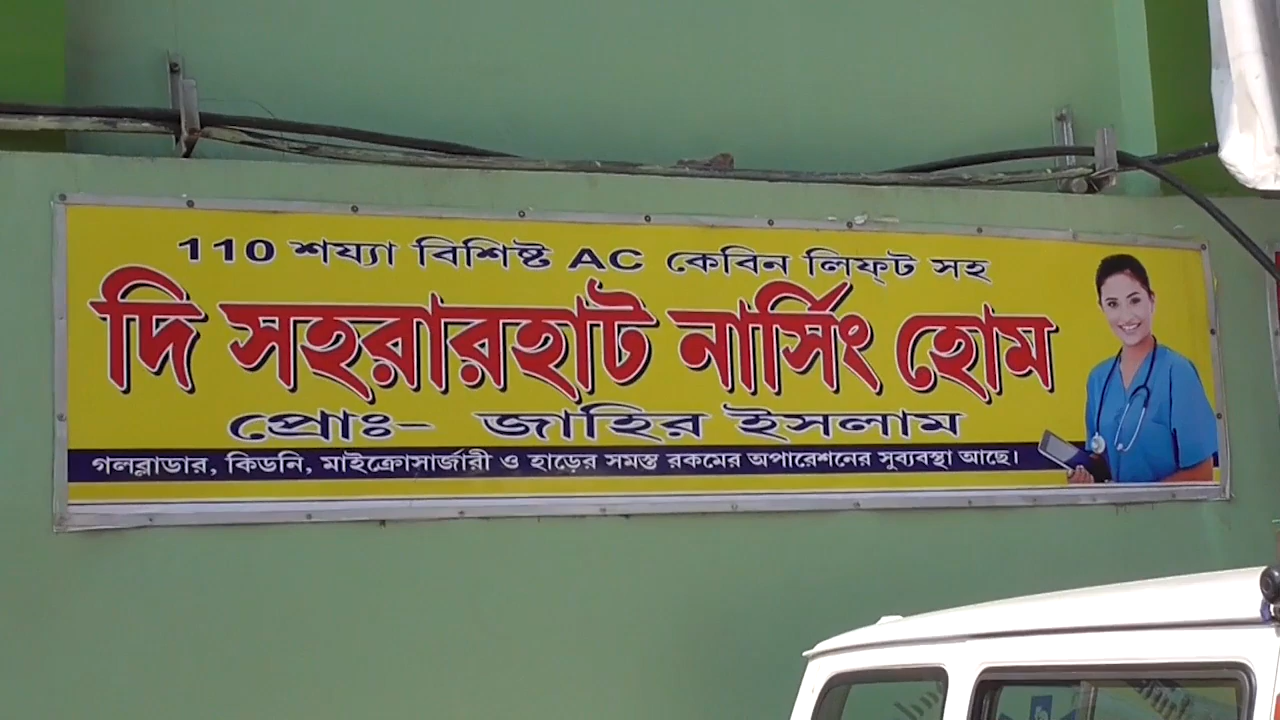 110 শয্যা বিশিষ্ট AC কেবিন লিফ্‌ট সহ
দি সহরারহাট নার্সিং হোম
প্রোঃ- জাহির ইসলাম
গলব্লাডার, কিডনি, মাইক্রোসার্জারী ও হাড়ের সমস্ত রকমের অপারেশনের সুব্যবস্থা আছে।